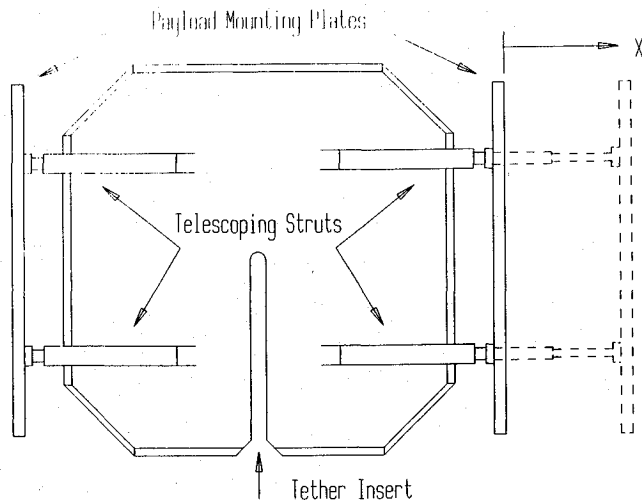 Payload Mounting Plates
X
Telescoping Struts
Tether Insert